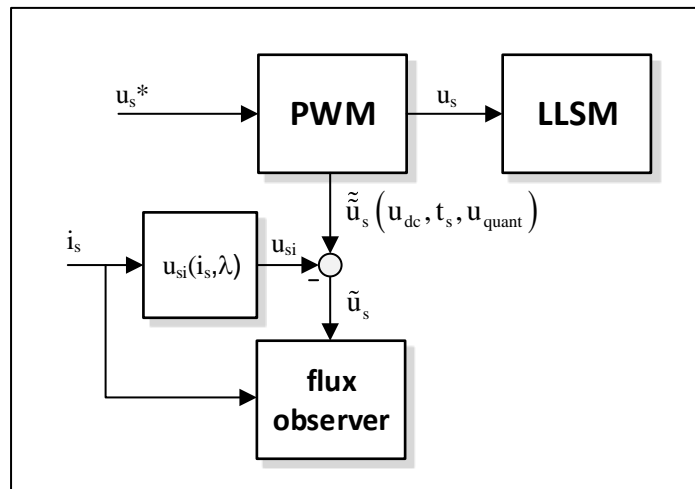 u_s*
PWM
u_s
LLSM
ũ̃_s (u_dc, t_s, u_quant)
i_s
u_si(i_s,λ)
u_si
-
ũ_s
flux
observer